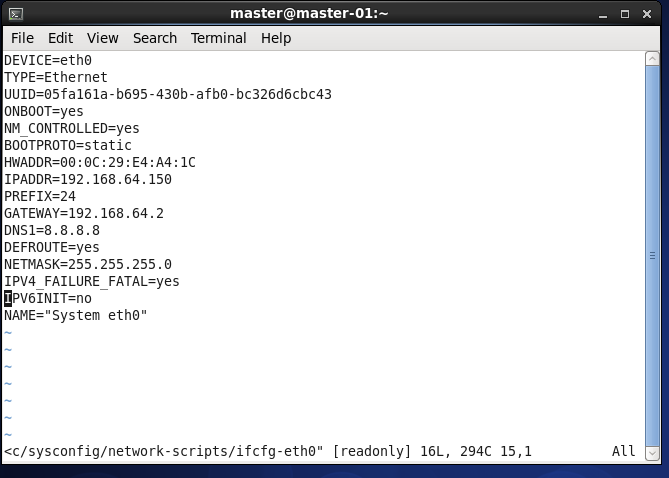 master@master-01:~
File Edit View Search Terminal Help
DEVICE=eth0
TYPE=Ethernet
UUID=05fa161a-b695-430b-afb0-bc326d6cbc43
ONBOOT=yes
NM_CONTROLLED=yes
BOOTPROTO=static
HWADDR=00:0C:29:E4:A4:1C
IPADDR=192.168.64.150
PREFIX=24
GATEWAY=192.168.64.2
DNS1=8.8.8.8
DEFROUTE=yes
NETMASK=255.255.255.0
IPV4_FAILURE_FATAL=yes
IPV6INIT=no
NAME="System eth0"
~
~
~
~
~
~
~
<c/sysconfig/network-scripts/ifcfg-eth0" [readonly] 16L, 294C 15,1 All